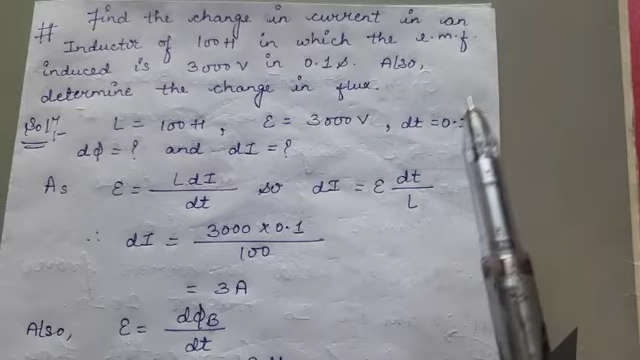 # Find the change in current in an
Inductor of 100H in which the e.m.f.
induced is 3000V in 0.1s. Also,
determine the change in flux.
Sol^n :- L = 100H, ε = 3000V, dt = 0.
dΦ = ? and dI = ?
As ε = LdI/dt so dI = ε dt/L
∴ dI = 3000 × 0.1/100
= 3A
Also, ε = dΦ_B/dt